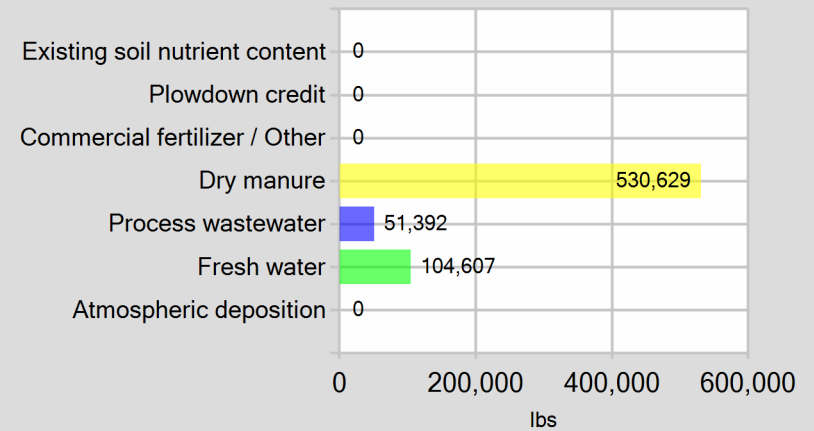 Existing soil nutrient content 0
Plowdown credit 0
Commercial fertilizer / Other 0
Dry manure 530,629
Process wastewater 51,392
Fresh water 104,607
Atmospheric deposition 0
0 200,000 400,000 600,000
lbs